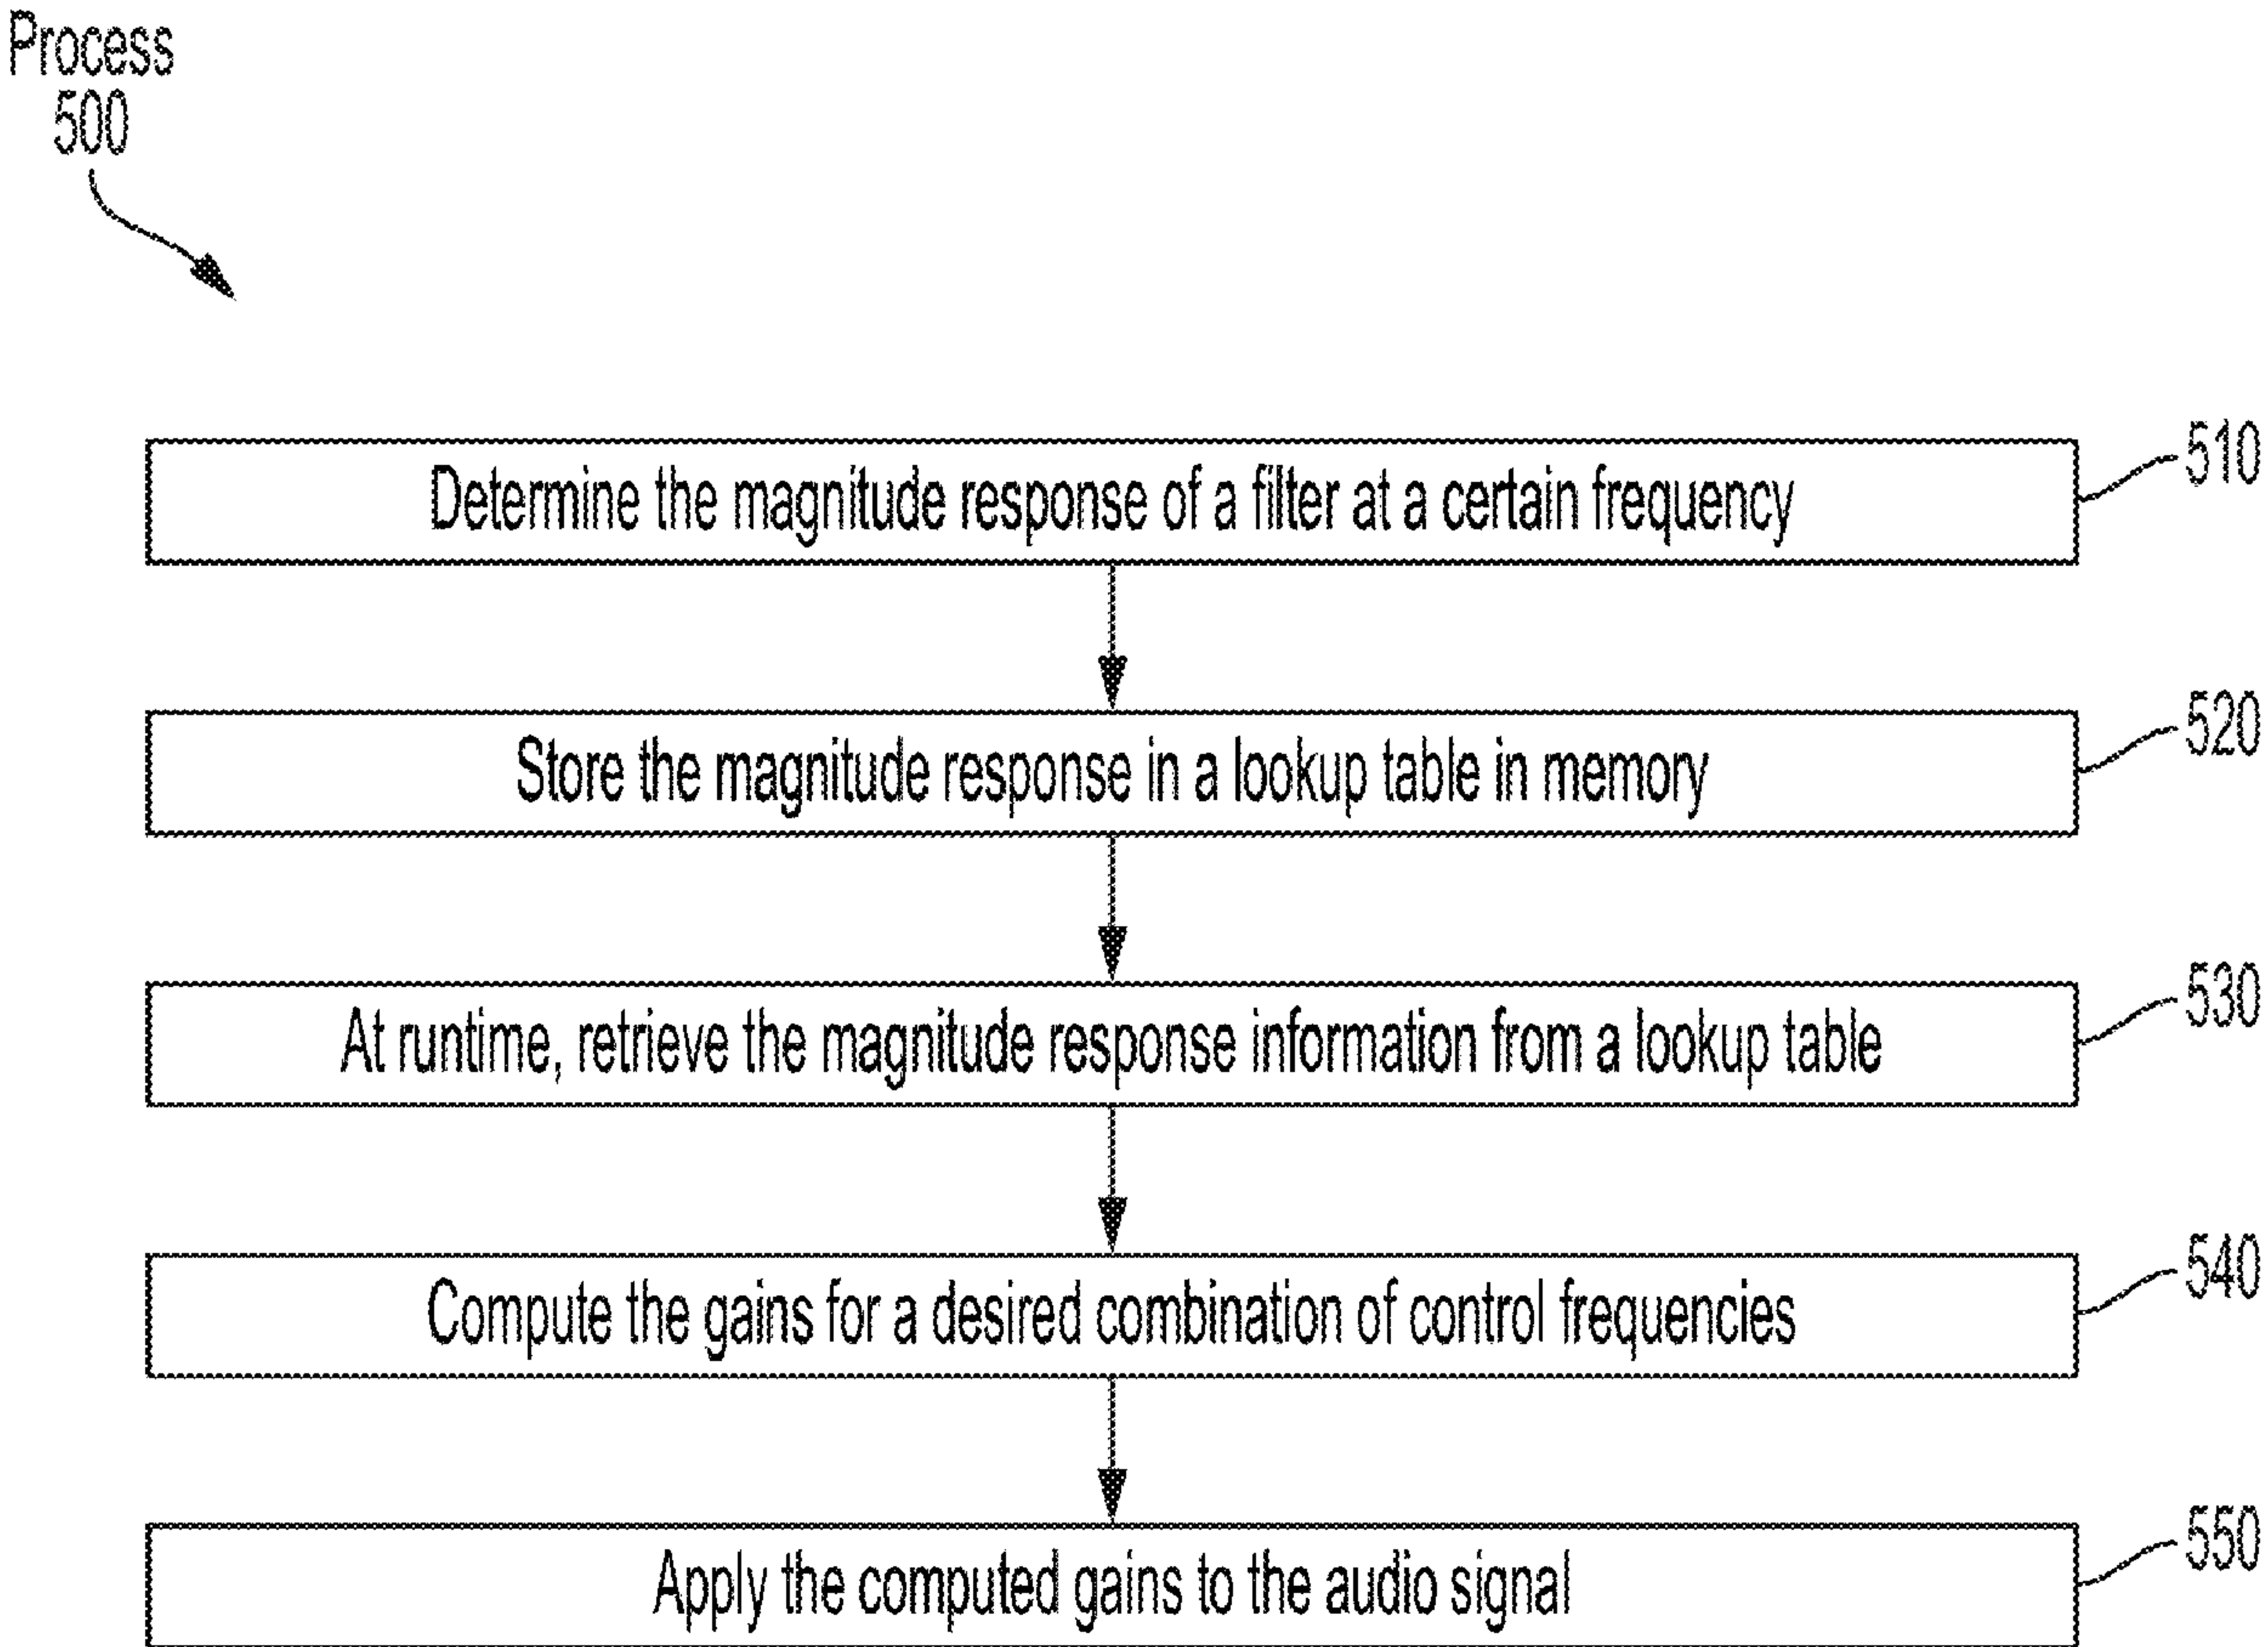 Process
500
Determine the magnitude response of a filter at a certain frequency
510
Store the magnitude response in a lookup table in memory
520
At runtime, retrieve the magnitude response information from a lookup table
530
Compute the gains for a desired combination of control frequencies
540
Apply the computed gains to the audio signal
550